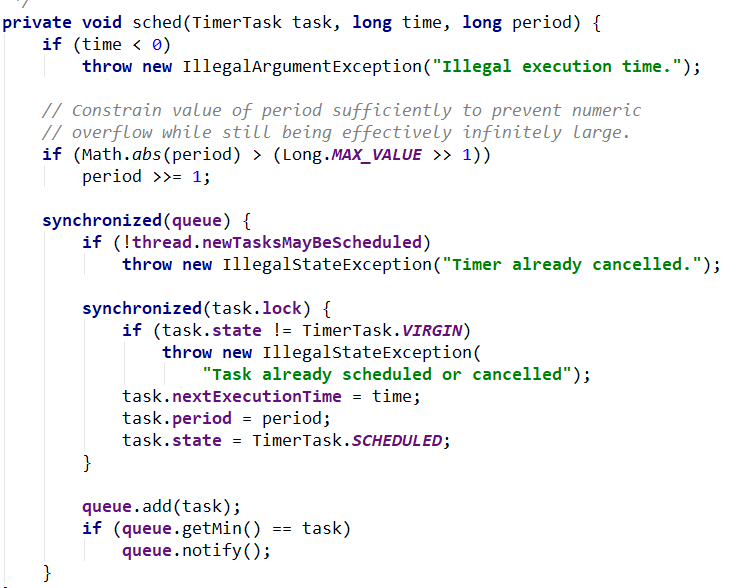 */
private void sched(TimerTask task, long time, long period) {
    if (time < 0)
        throw new IllegalArgumentException("Illegal execution time.");

    // Constrain value of period sufficiently to prevent numeric
    // overflow while still being effectively infinitely large.
    if (Math.abs(period) > (Long.MAX_VALUE >> 1))
        period >>= 1;

    synchronized(queue) {
        if (!thread.newTasksMayBeScheduled)
            throw new IllegalStateException("Timer already cancelled.");

        synchronized(task.lock) {
            if (task.state != TimerTask.VIRGIN)
                throw new IllegalStateException(
                    "Task already scheduled or cancelled");
            task.nextExecutionTime = time;
            task.period = period;
            task.state = TimerTask.SCHEDULED;
        }

        queue.add(task);
        if (queue.getMin() == task)
            queue.notify();
    }